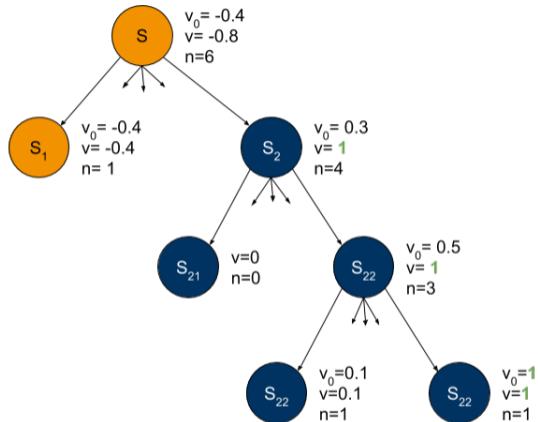 S
v₀= -0.4
v= -0.8
n=6
S₁
v₀= -0.4
v= -0.4
n= 1
S₂
v₀= 0.3
v= 1
n=4
S₂₁
v=0
n=0
S₂₂
v₀= 0.5
v= 1
n=3
S₂₂
v₀=0.1
v=0.1
n=1
S₂₂
v₀=1
v=1
n=1